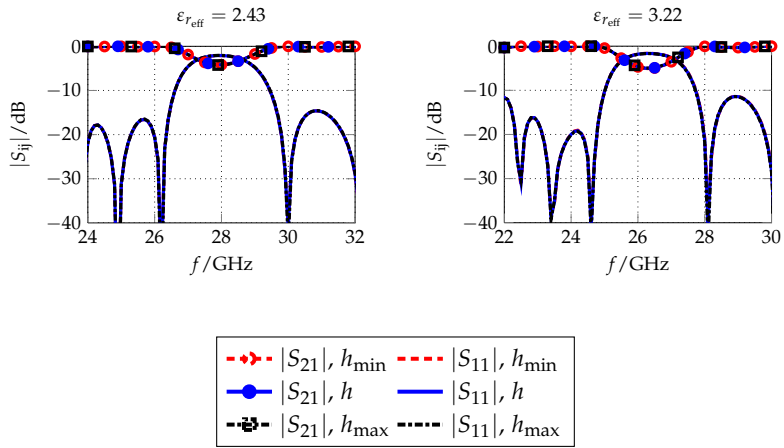 ε_{r_eff} = 2.43
0
−10
−20
−30
−40
|S_ij|/dB
24 26 28 30 32
f/GHz
ε_{r_eff} = 3.22
0
−10
−20
−30
−40
|S_ij|/dB
22 24 26 28 30
f/GHz
|S_21|, h_min |S_11|, h_min
|S_21|, h |S_11|, h
|S_21|, h_max |S_11|, h_max